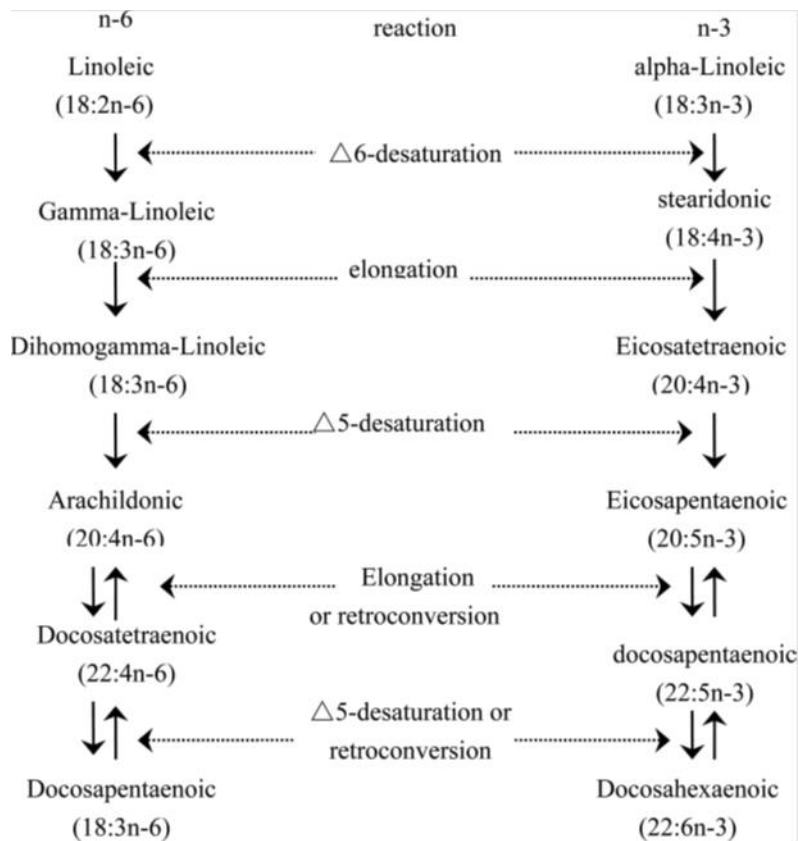 n-6 reaction n-3
Linoleic alpha-Linoleic
(18:2n-6) (18:3n-3)
△6-desaturation
Gamma-Linoleic stearidonic
(18:3n-6) (18:4n-3)
elongation
Dihomogamma-Linoleic Eicosatetraenoic
(18:3n-6) (20:4n-3)
△5-desaturation
Arachildonic Eicosapentaenoic
(20:4n-6) (20:5n-3)
Elongation
or retroconversion
Docosatetraenoic docosapentaenoic
(22:4n-6) (22:5n-3)
△5-desaturation or
retroconversion
Docosapentaenoic Docosahexaenoic
(18:3n-6) (22:6n-3)